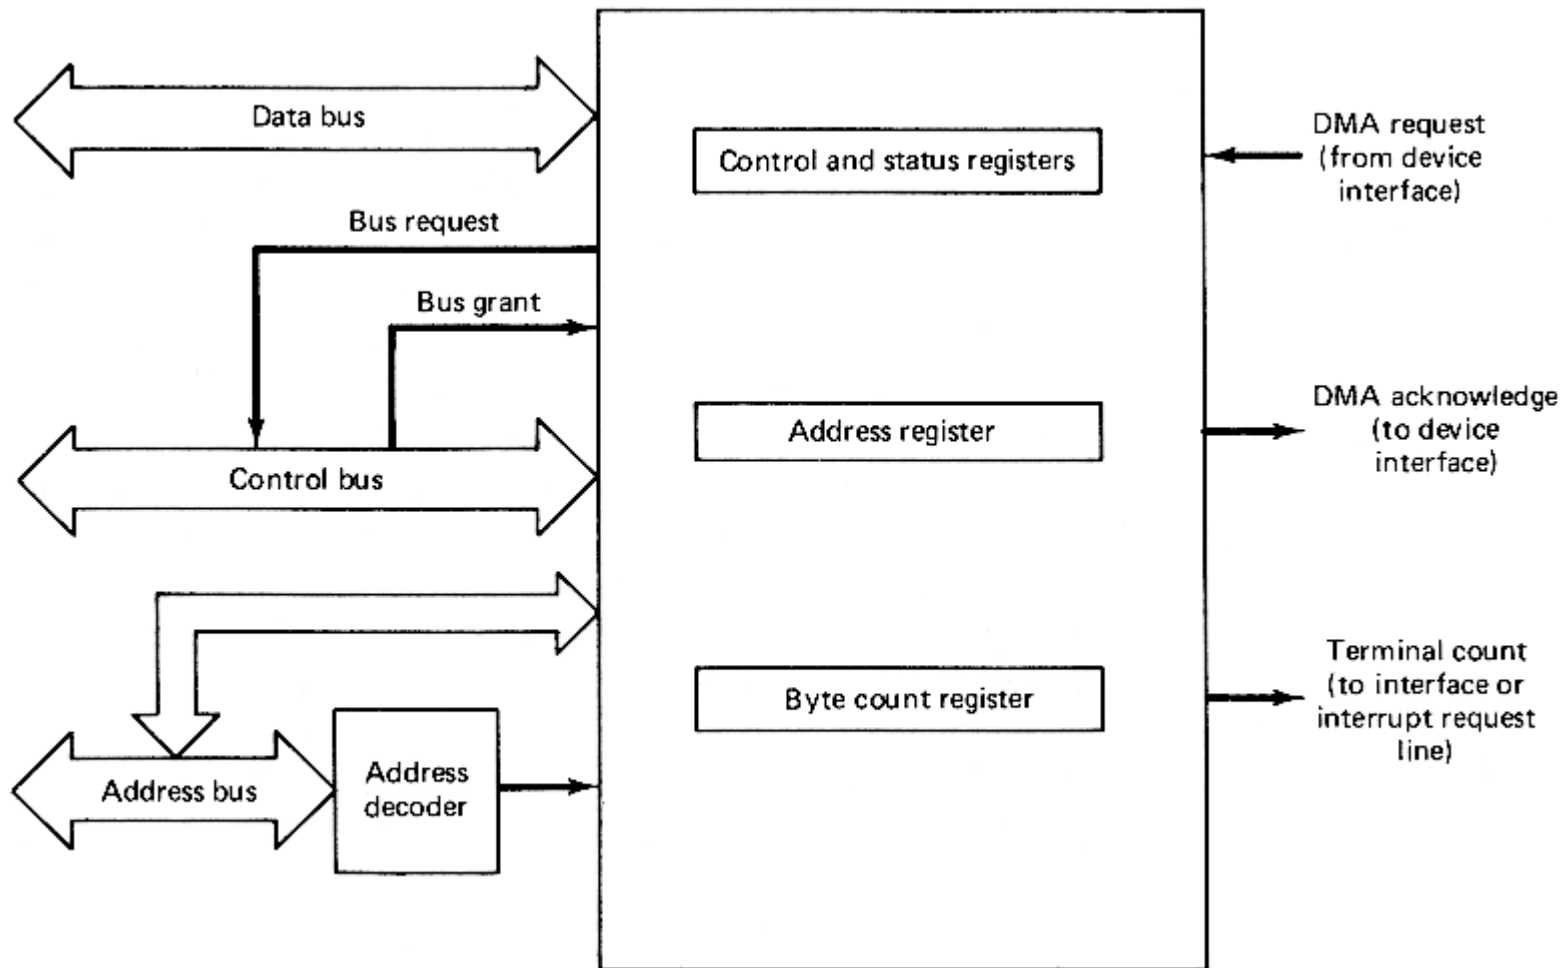 Data bus
Bus request
Bus grant
Control bus
Address bus
Address
decoder
Control and status registers
Address register
Byte count register
DMA request
(from device
interface)
DMA acknowledge
(to device
interface)
Terminal count
(to interface or
interrupt request
line)